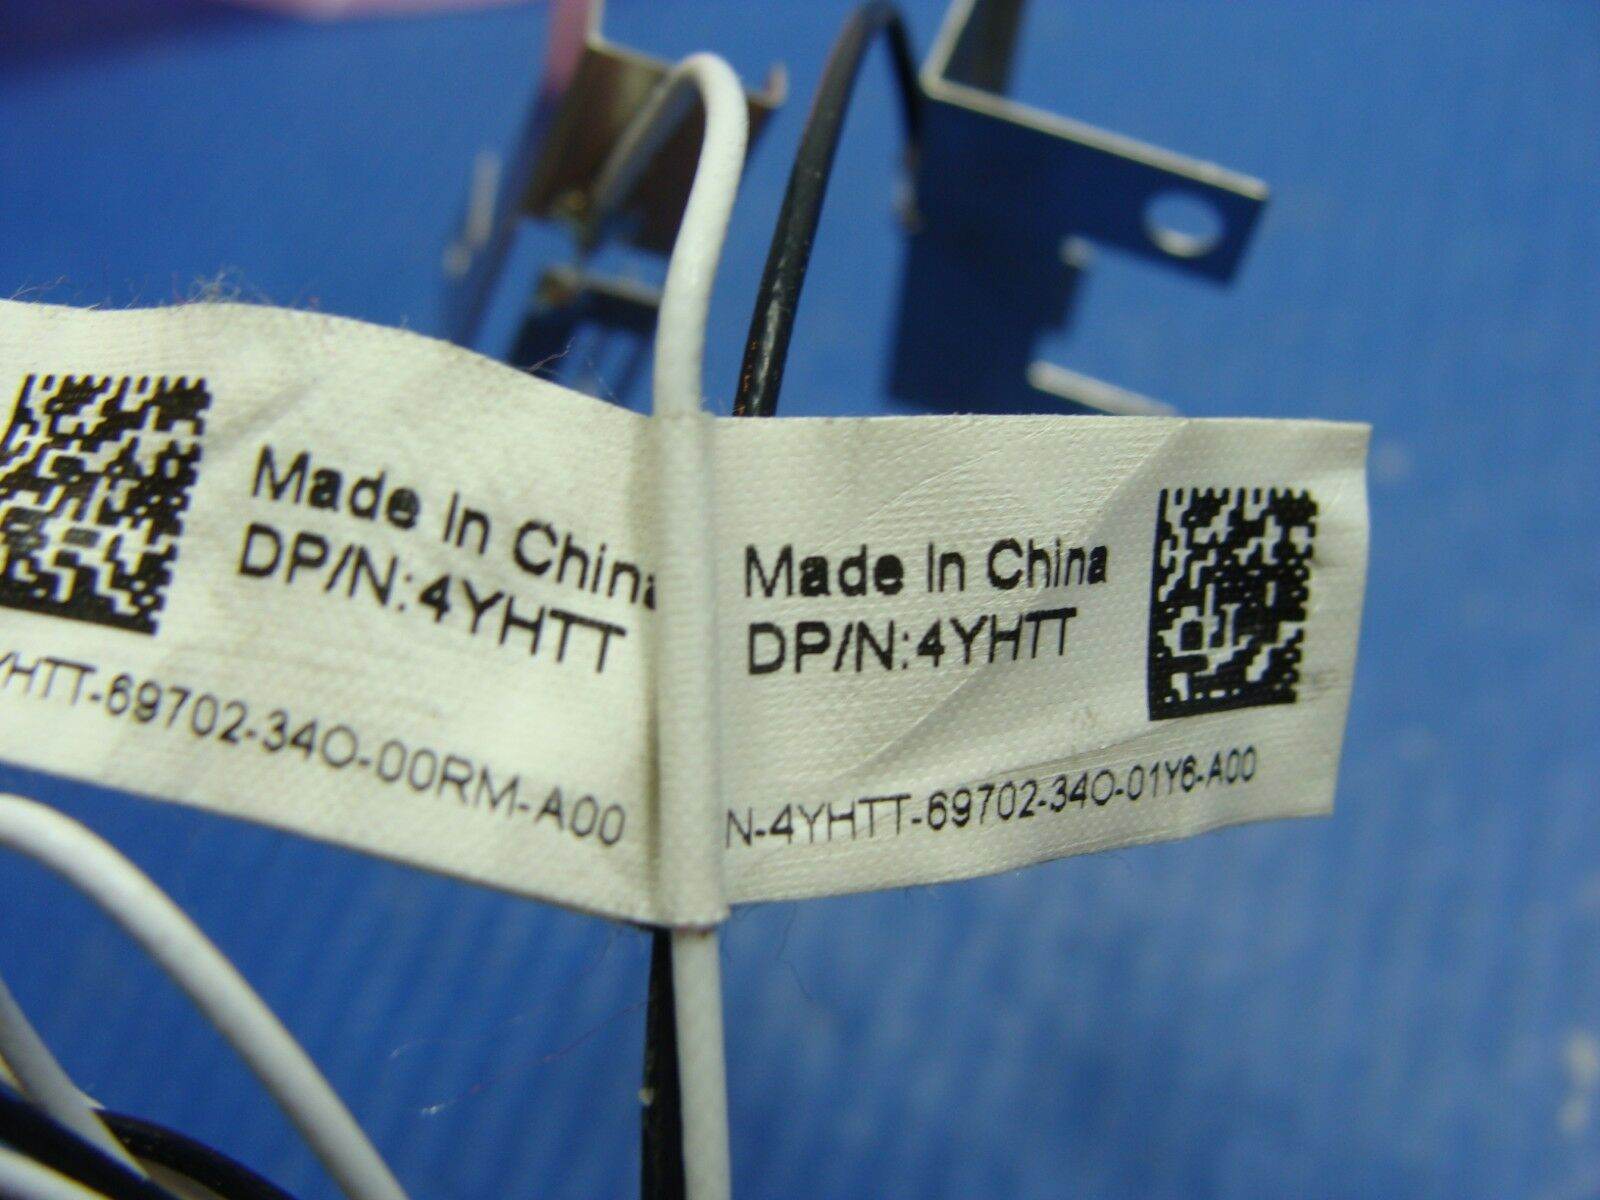 Made In China
DP/N:4YHTT
YHTT-69702-34O-00RM-A00
Made In China
DP/N:4YHTT
N-4YHTT-69702-34O-01Y6-A00